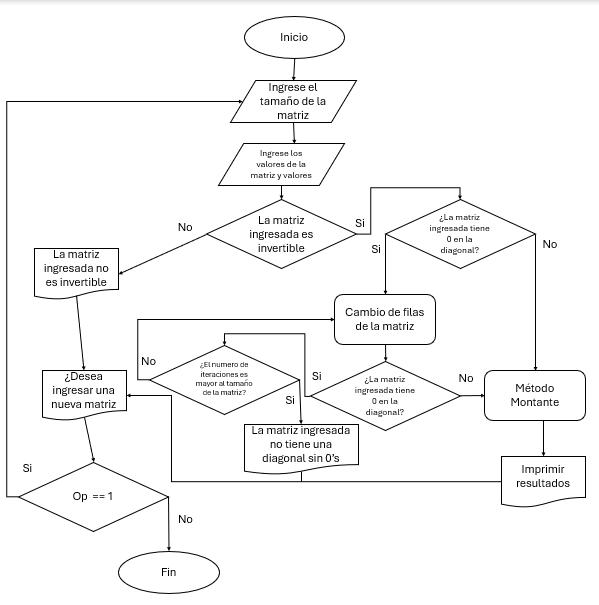 Inicio
Ingrese el
tamaño de la
matriz
Ingrese los
valores de la
matriz y valores
La matriz
ingresada es
invertible
No
Si
¿La matriz
ingresada tiene
0 en la
diagonal?
Si
No
La matriz
ingresada no
es invertible
Cambio de filas
de la matriz
¿El numero de
iteraciones es
mayor al tamaño
de la matriz?
No
Si
¿La matriz
ingresada tiene
0 en la
diagonal?
Si
No
Método
Montante
¿Desea
ingresar una
nueva matriz
La matriz ingresada
no tiene una
diagonal sin 0's
Imprimir
resultados
Si
Op == 1
No
Fin